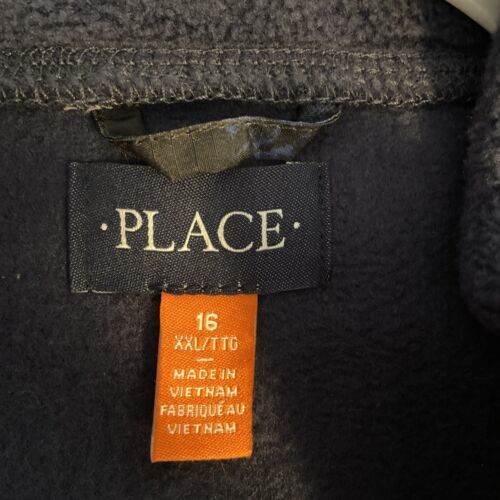 ·PLACE·
16
XXL/TTG
—
MADE IN
VIETNAM
FABRIQUÉ AU
VIETNAM